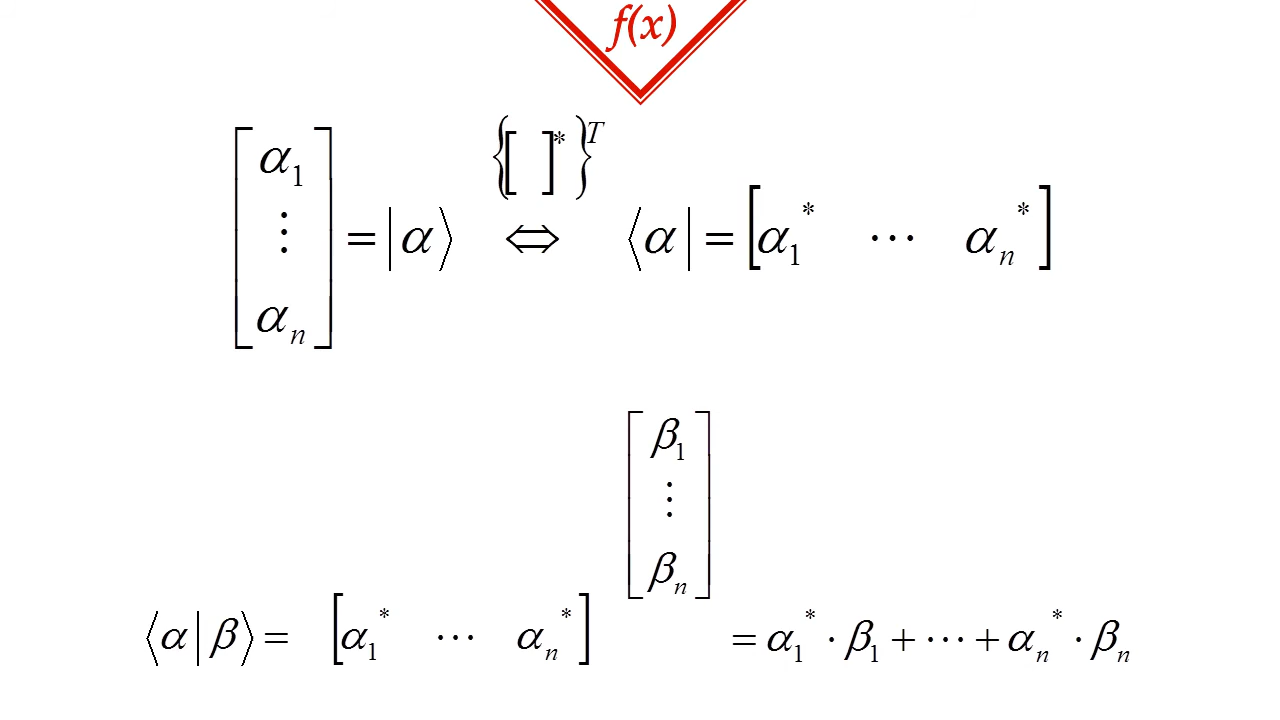 f(x)
{[ ]*}ᵀ
[α₁ ⋮ αₙ] = |α⟩ ⇔ ⟨α| = [α₁* ⋯ αₙ*]
[β₁ ⋮ βₙ]
⟨α|β⟩ = [α₁* ⋯ αₙ*] = α₁* · β₁ + ⋯ + αₙ* · βₙ